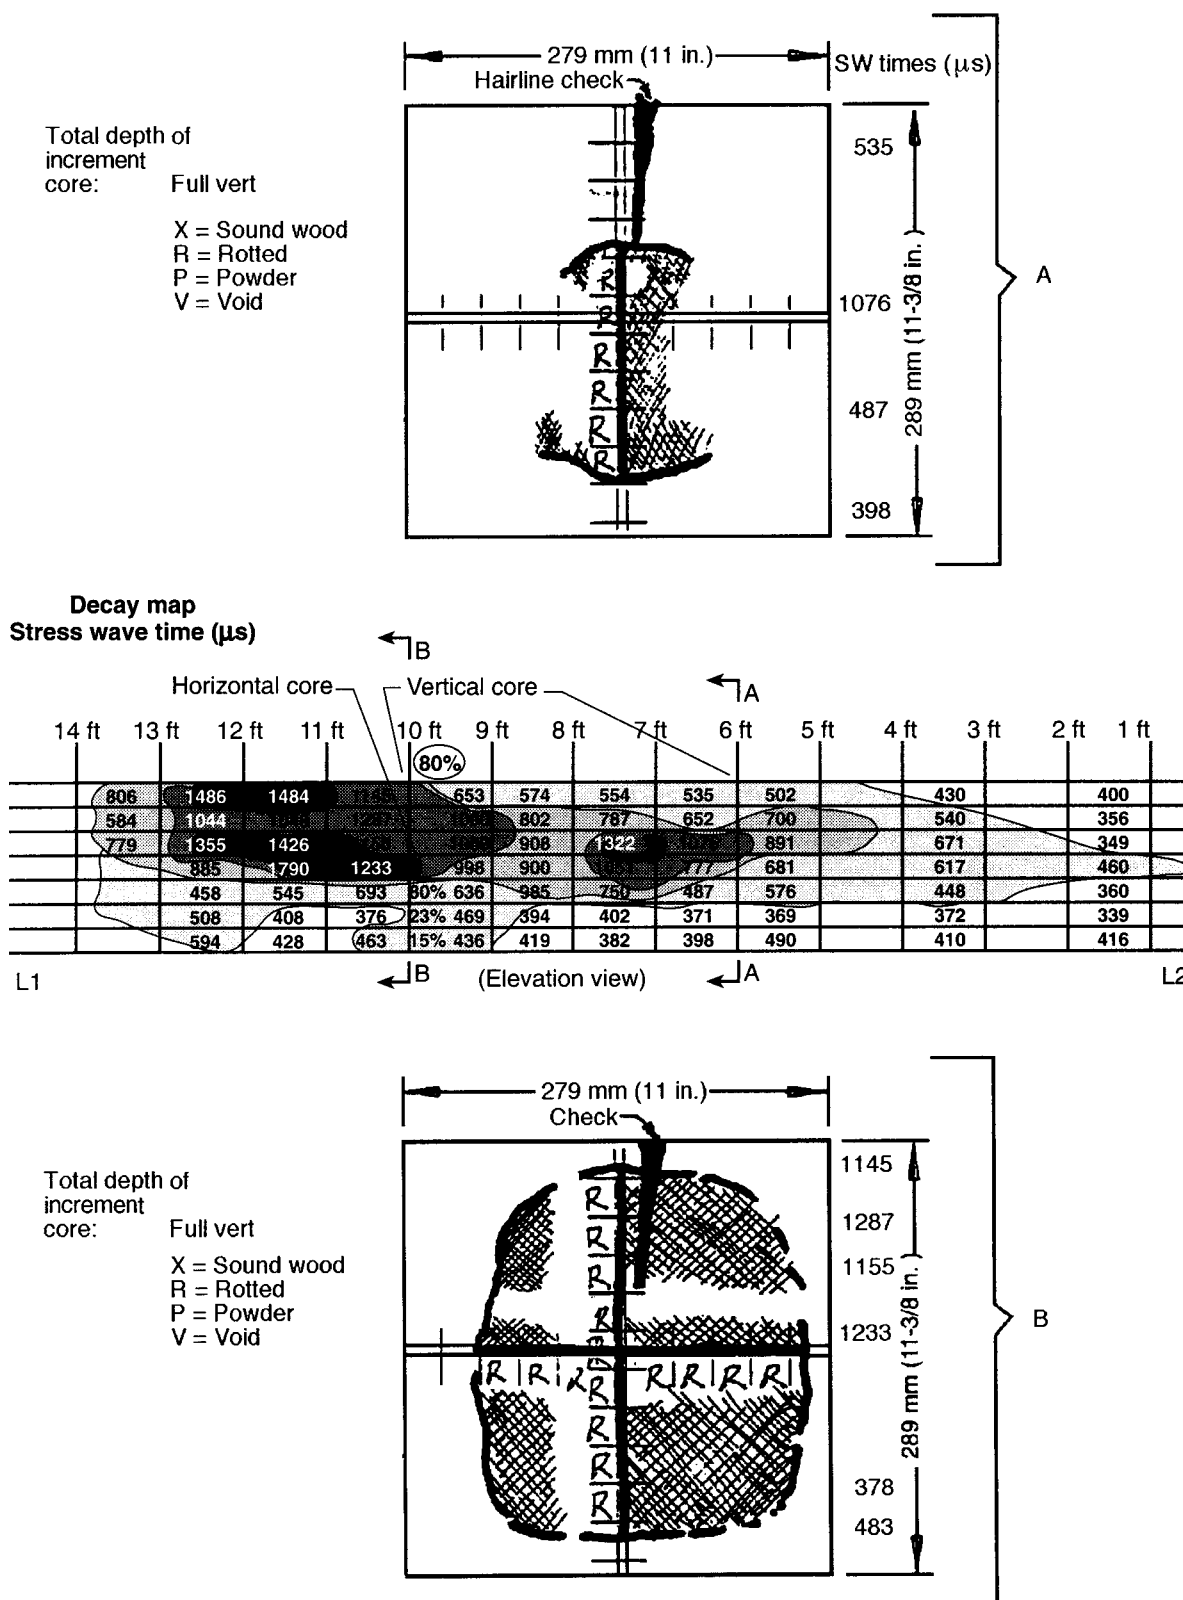 279 mm (11 in.)
SW times (µs)
Hairline check
Total depth of
increment
core: Full vert
X = Sound wood
R = Rotted
P = Powder
V = Void
535
1076
487
398
289 mm (11-3/8 in.)
A
R
R
R
R
R
R
Decay map
Stress wave time (µs)
B
A
Horizontal core
Vertical core
14 ft 13 ft 12 ft 11 ft 10 ft 9 ft 8 ft 7 ft 6 ft 5 ft 4 ft 3 ft 2 ft 1 ft
80%
806 1486 1484 1145 653 574 554 535 502 430 400
584 1044 1287 802 787 652 700 540 356
779 1355 1426 908 1322 1076 891 671 349
885 1790 1233 998 900 777 681 617 460
458 545 693 80% 636 985 750 487 576 448 360
508 408 376 23% 469 394 402 371 369 372 339
594 428 463 15% 436 419 382 398 490 410 416
L1
B
(Elevation view)
A
L2
279 mm (11 in.)
Check
Total depth of
increment
core: Full vert
X = Sound wood
R = Rotted
P = Powder
V = Void
1145
1287
1155
1233
378
483
289 mm (11-3/8 in.)
B
R
R
R
R
R R R R R R R
R
R
R
R